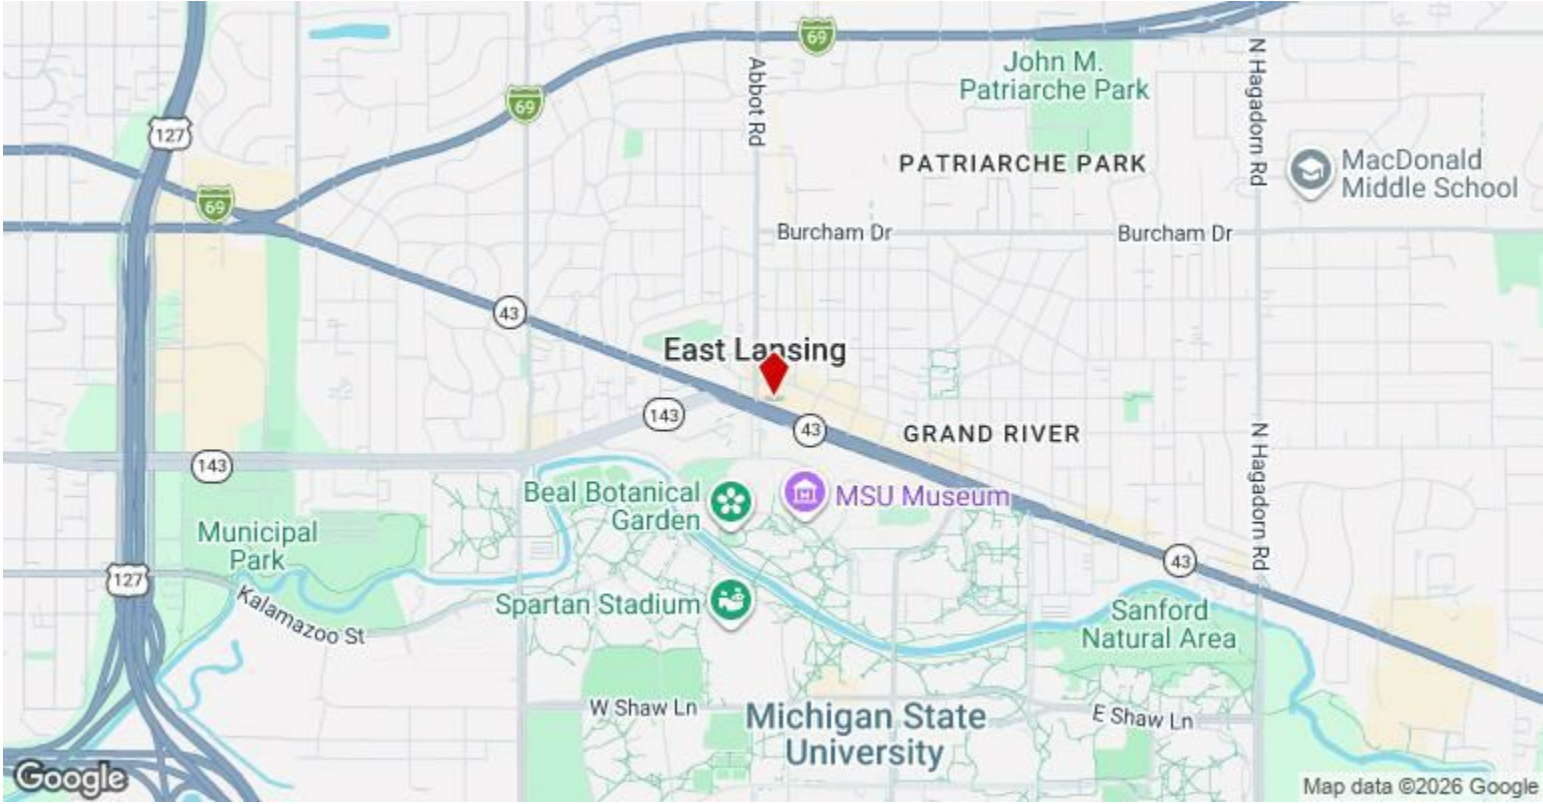 69
John M.
Patriarche Park
Abbot Rd
N Hagadorn Rd
69
127
PATRIARCHE PARK
MacDonald
Middle School
69
Burcham Dr
Burcham Dr
43
East Lansing
143
43
GRAND RIVER
143
N Hagadorn Rd
Beal Botanical
Garden
MSU Museum
Municipal
Park
43
127
Kalamazoo St
Spartan Stadium
Sanford
Natural Area
W Shaw Ln
Michigan State
University
E Shaw Ln
Google
Map data ©2026 Google